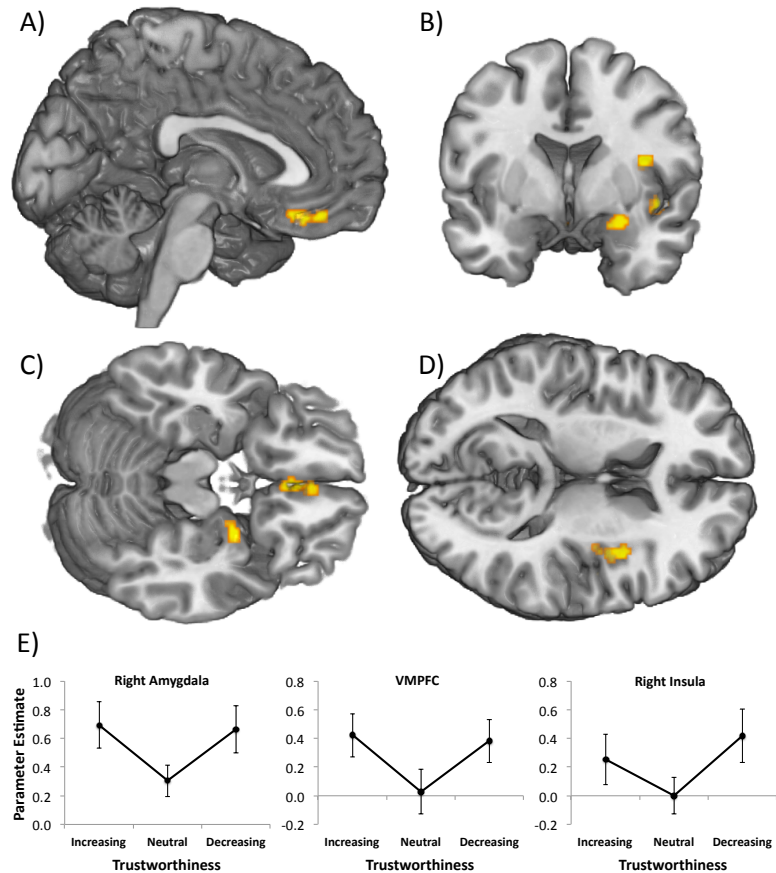 A)
B)
C)
D)
E)
Right Amygdala
Parameter Estimate
1.0
0.8
0.6
0.4
0.2
0.0
Increasing Neutral Decreasing
Trustworthiness
VMPFC
0.8
0.6
0.4
0.2
0.0
-0.2
Increasing Neutral Decreasing
Trustworthiness
Right Insula
0.8
0.6
0.4
0.2
0.0
-0.2
Increasing Neutral Decreasing
Trustworthiness